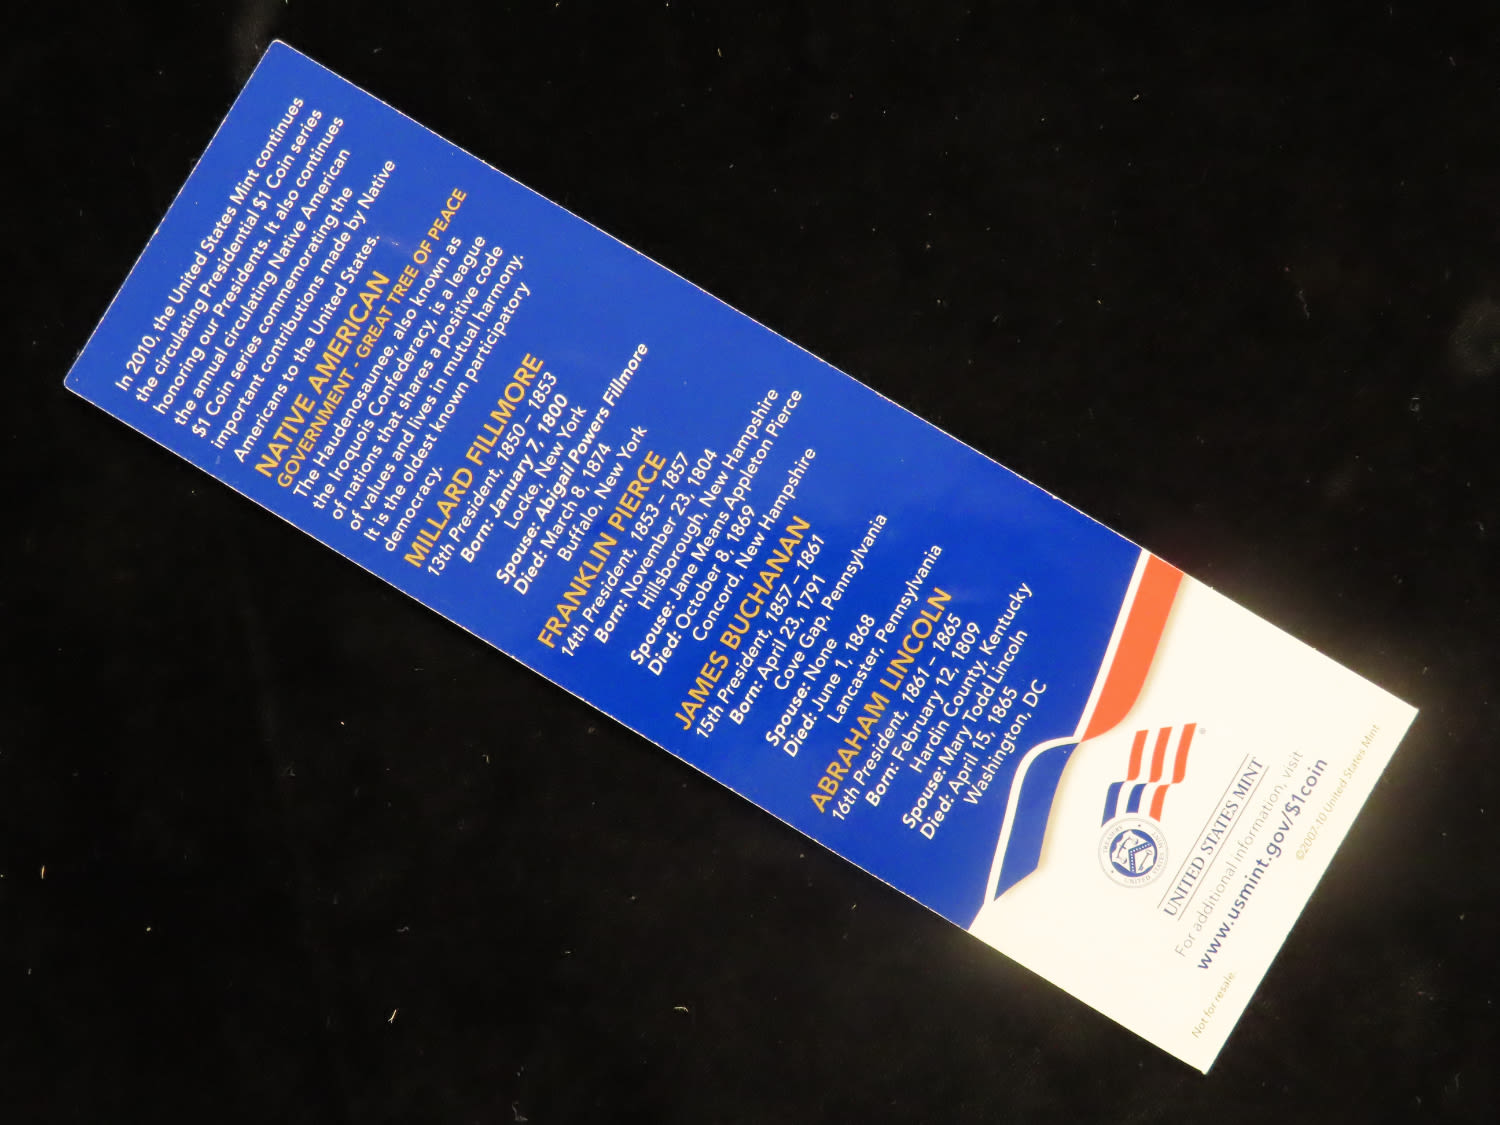 In 2010, the United States Mint continues
the circulating Presidential $1 Coin series
honoring our Presidents. It also continues
the annual circulating Native American
$1 Coin series commemorating the
important contributions made by Native
Americans to the United States.
NATIVE AMERICAN
GOVERNMENT - GREAT TREE OF PEACE
The Haudenosaunee, also known as
the Iroquois Confederacy, is a league
of nations that shares a positive code
of values and lives in mutual harmony.
It is the oldest known participatory
democracy.
MILLARD FILLMORE
13th President, 1850 – 1853
Born: January 7, 1800
Locke, New York
Spouse: Abigail Powers Fillmore
Died: March 8, 1874
Buffalo, New York
FRANKLIN PIERCE
14th President, 1853 – 1857
Born: November 23, 1804
Hillsborough, New Hampshire
Spouse: Jane Means Appleton Pierce
Died: October 8, 1869
Concord, New Hampshire
JAMES BUCHANAN
15th President, 1857 – 1861
Born: April 23, 1791
Cove Gap, Pennsylvania
Spouse: None
Died: June 1, 1868
Lancaster, Pennsylvania
ABRAHAM LINCOLN
16th President, 1861 – 1865
Born: February 12, 1809
Hardin County, Kentucky
Spouse: Mary Todd Lincoln
Died: April 15, 1865
Washington, DC
®
UNITED STATES MINT
For additional information, visit
www.usmint.gov/$1coin
©2007-10 United States Mint
Not for resale.